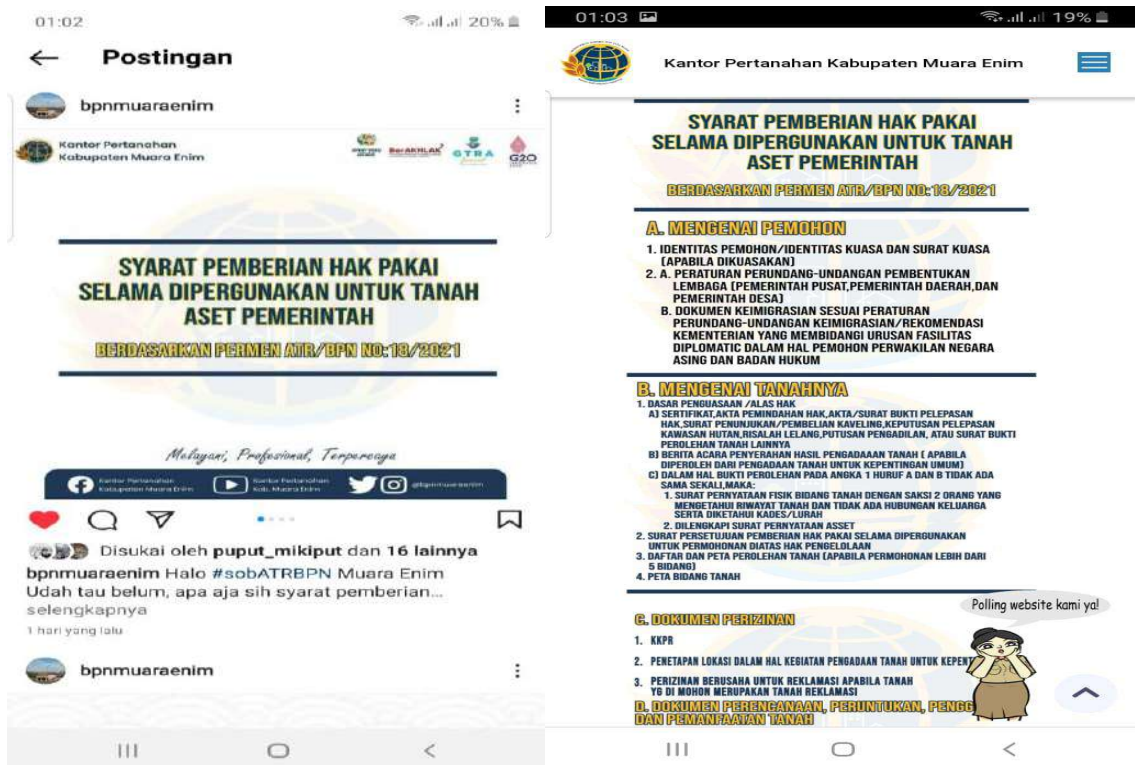 01:02
20%
Postingan
bpnmuaraenim
Kantor Pertanahan
Kabupaten Muara Enim
BerAKHLAK
GTRA
G20
SYARAT PEMBERIAN HAK PAKAI
SELAMA DIPERGUNAKAN UNTUK TANAH
ASET PEMERINTAH
BERDASARKAN PERMEN ATR/BPN NO:18/2021
Melayani, Profesional, Terpercaya
Kantor Pertanahan
Kabupaten Muara Enim
Kantor Pertanahan
Kab. Muara Enim
@bpnmuaraenim
Disukai oleh puput_mikiput dan 16 lainnya
bpnmuaraenim Halo #sobATRBPN Muara Enim
Udah tau belum, apa aja sih syarat pemberian...
selengkapnya
1 hari yang lalu
bpnmuaraenim
01:03
19%
Kantor Pertanahan Kabupaten Muara Enim
SYARAT PEMBERIAN HAK PAKAI
SELAMA DIPERGUNAKAN UNTUK TANAH
ASET PEMERINTAH
BERDASARKAN PERMEN ATR/BPN NO:18/2021
A. MENGENAI PEMOHON
1. IDENTITAS PEMOHON/IDENTITAS KUASA DAN SURAT KUASA
(APABILA DIKUASAKAN)
2. A. PERATURAN PERUNDANG-UNDANGAN PEMBENTUKAN
LEMBAGA (PEMERINTAH PUSAT,PEMERINTAH DAERAH,DAN
PEMERINTAH DESA)
B. DOKUMEN KEIMIGRASIAN SESUAI PERATURAN
PERUNDANG-UNDANGAN KEIMIGRASIAN/REKOMENDASI
KEMENTERIAN YANG MEMBIDANGI URUSAN FASILITAS
DIPLOMATIC DALAM HAL PEMOHON PERWAKILAN NEGARA
ASING DAN BADAN HUKUM
B. MENGENAI TANAHNYA
1. DASAR PENGUASAAN /ALAS HAK
A) SERTIFIKAT,AKTA PEMINDAHAN HAK,AKTA/SURAT BUKTI PELEPASAN
HAK,SURAT PENUNJUKAN/PEMBELIAN KAVELING,KEPUTUSAN PELEPASAN
KAWASAN HUTAN,RISALAH LELANG,PUTUSAN PENGADILAN, ATAU SURAT BUKTI
PEROLEHAN TANAH LAINNYA
B) BERITA ACARA PENYERAHAN HASIL PENGADAAAN TANAH ( APABILA
DIPEROLEH DARI PENGADAAN TANAH UNTUK KEPENTINGAN UMUM)
C) DALAM HAL BUKTI PEROLEHAN PADA ANGKA 1 HURUF A DAN B TIDAK ADA
SAMA SEKALI,MAKA:
1. SURAT PERNYATAAN FISIK BIDANG TANAH DENGAN SAKSI 2 ORANG YANG
MENGETAHUI RIWAYAT TANAH DAN TIDAK ADA HUBUNGAN KELUARGA
SERTA DIKETAHUI KADES/LURAH
2. DILENGKAPI SURAT PERNYATAAN ASSET
2. SURAT PERSETUJUAN PEMBERIAN HAK PAKAI SELAMA DIPERGUNAKAN
UNTUK PERMOHONAN DIATAS HAK PENGELOLAAN
3. DAFTAR DAN PETA PEROLEHAN TANAH (APABILA PERMOHONAN LEBIH DARI
5 BIDANG)
4. PETA BIDANG TANAH
Polling website kami ya!
C. DOKUMEN PERIZINAN
1. KKPR
2. PENETAPAN LOKASI DALAM HAL KEGIATAN PENGADAAN TANAH UNTUK KEPENT
3. PERIZINAN BERUSAHA UNTUK REKLAMASI APABILA TANAH
YG DI MOHON MERUPAKAN TANAH REKLAMASI
D. DOKUMEN PERENCANAAN, PERUNTUKAN, PENGG
DAN PEMANFAATAN TANAH